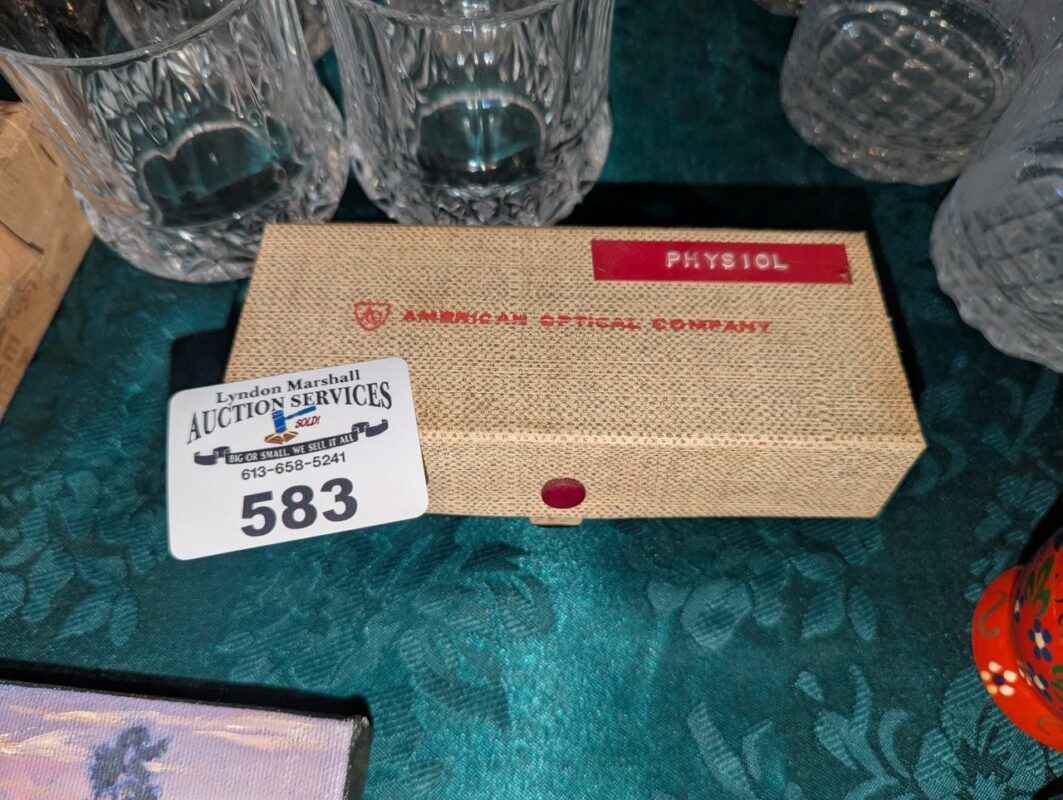 PHYSIOL
AO AMERICAN OPTICAL COMPANY
Lyndon Marshall
AUCTION SERVICES
SOLD!
BIG OR SMALL, WE SELL IT ALL
613-658-5241
583